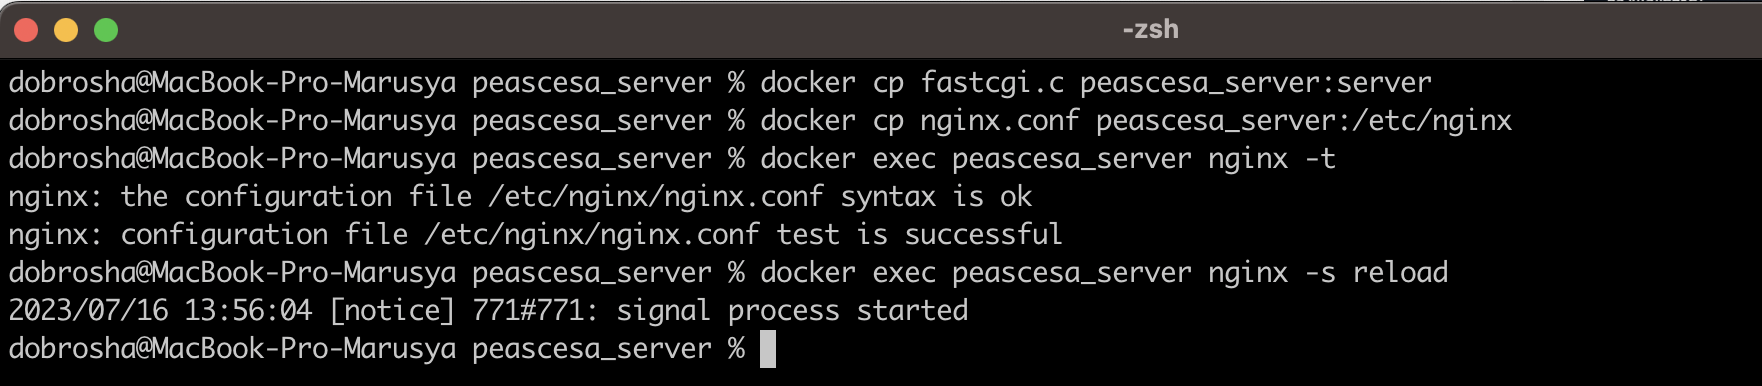 -zsh
dobrosha@MacBook-Pro-Marusya peascesa_server % docker cp fastcgi.c peascesa_server:server
dobrosha@MacBook-Pro-Marusya peascesa_server % docker cp nginx.conf peascesa_server:/etc/nginx
dobrosha@MacBook-Pro-Marusya peascesa_server % docker exec peascesa_server nginx -t
nginx: the configuration file /etc/nginx/nginx.conf syntax is ok
nginx: configuration file /etc/nginx/nginx.conf test is successful
dobrosha@MacBook-Pro-Marusya peascesa_server % docker exec peascesa_server nginx -s reload
2023/07/16 13:56:04 [notice] 771#771: signal process started
dobrosha@MacBook-Pro-Marusya peascesa_server %